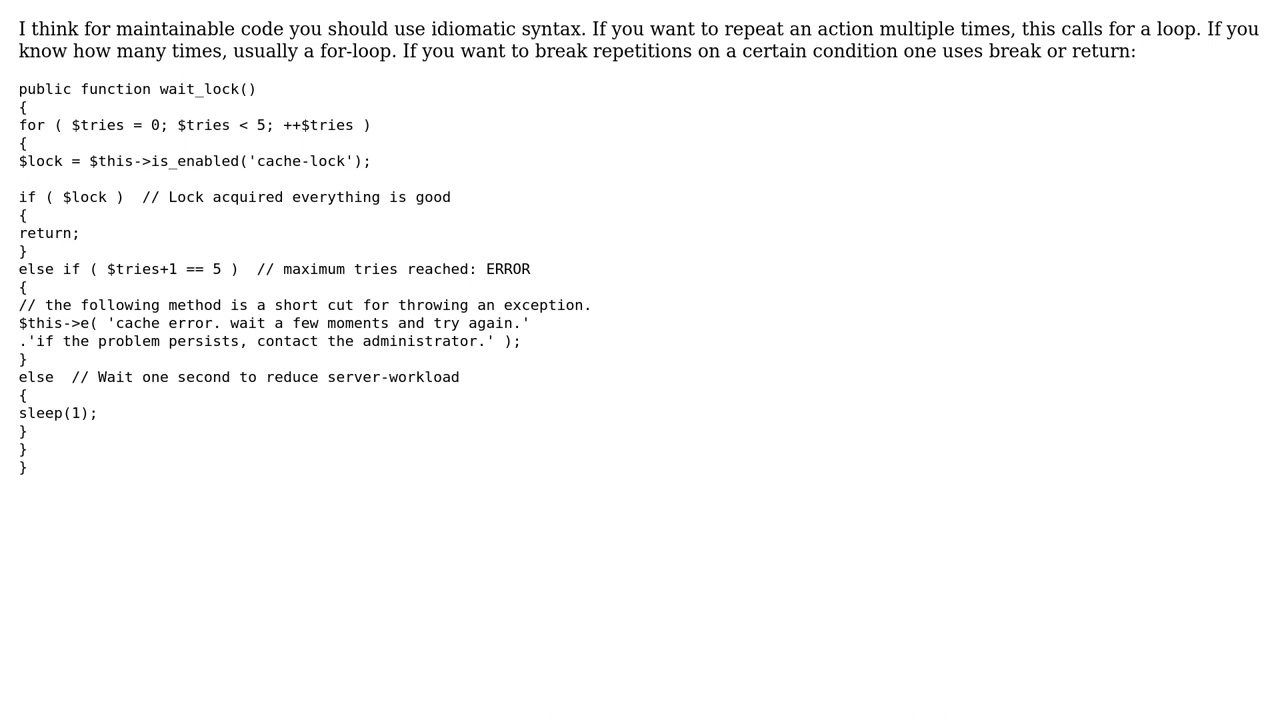 I think for maintainable code you should use idiomatic syntax. If you want to repeat an action multiple times, this calls for a loop. If you
know how many times, usually a for-loop. If you want to break repetitions on a certain condition one uses break or return:
public function wait_lock()
{
for ( $tries = 0; $tries < 5; ++$tries )
{
$lock = $this->is_enabled('cache-lock');

if ( $lock )  // Lock acquired everything is good
{
return;
}
else if ( $tries+1 == 5 )  // maximum tries reached: ERROR
{
// the following method is a short cut for throwing an exception.
$this->e( 'cache error. wait a few moments and try again.'
.'if the problem persists, contact the administrator.' );
}
else  // Wait one second to reduce server-workload
{
sleep(1);
}
}
}